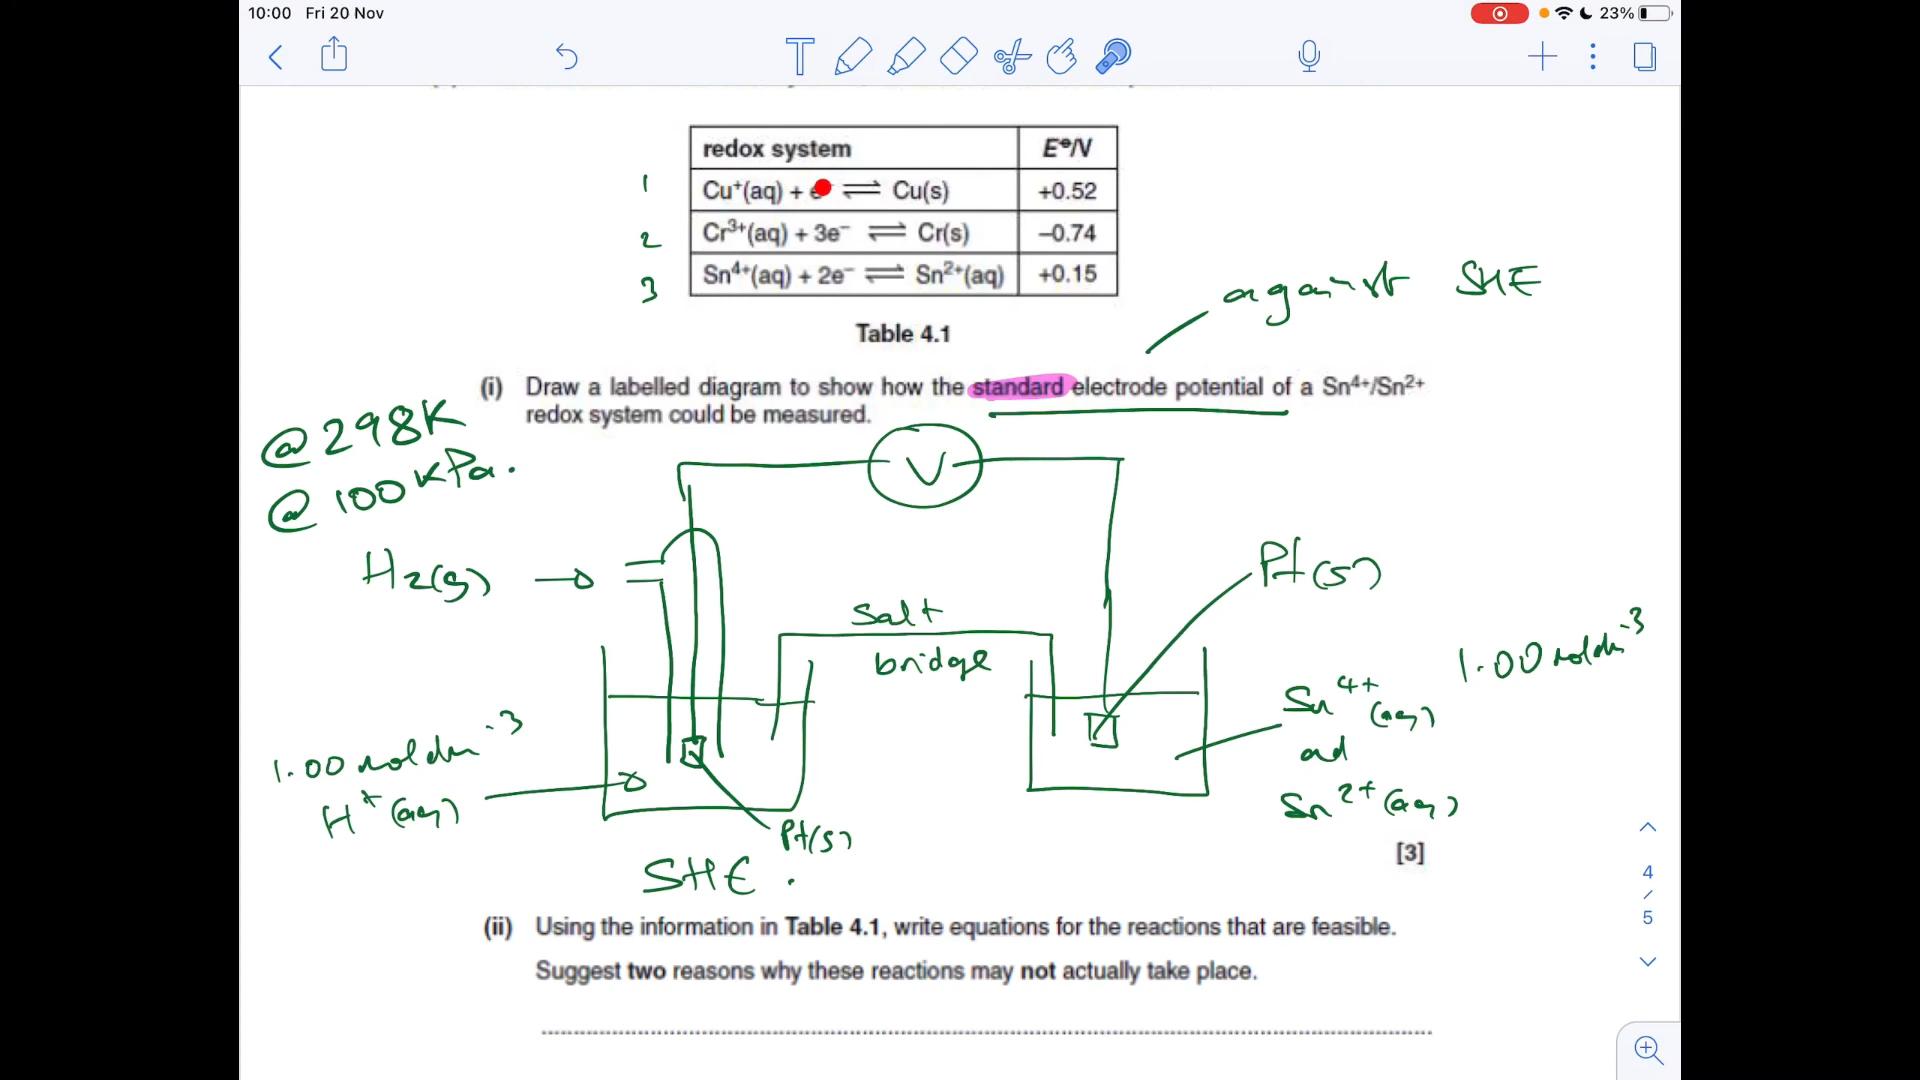 10:00 Fri 20 Nov
23%
redox system E⦵/V
1 Cu⁺(aq) + e⁻ ⇌ Cu(s) +0.52
2 Cr³⁺(aq) + 3e⁻ ⇌ Cr(s) –0.74
3 Sn⁴⁺(aq) + 2e⁻ ⇌ Sn²⁺(aq) +0.15
against SHE
Table 4.1
(i) Draw a labelled diagram to show how the standard electrode potential of a Sn⁴⁺/Sn²⁺
redox system could be measured.
@ 298K
@ 100 KPa.
V
H₂(g)
Pt(s)
salt
bridge
1.00 moldm⁻³
Sn⁴⁺(aq)
and
Sn²⁺(aq)
1.00 moldm⁻³
H⁺(aq)
Pt(s)
SHE.
[3]
(ii) Using the information in Table 4.1, write equations for the reactions that are feasible.
Suggest two reasons why these reactions may not actually take place.
4
/
5